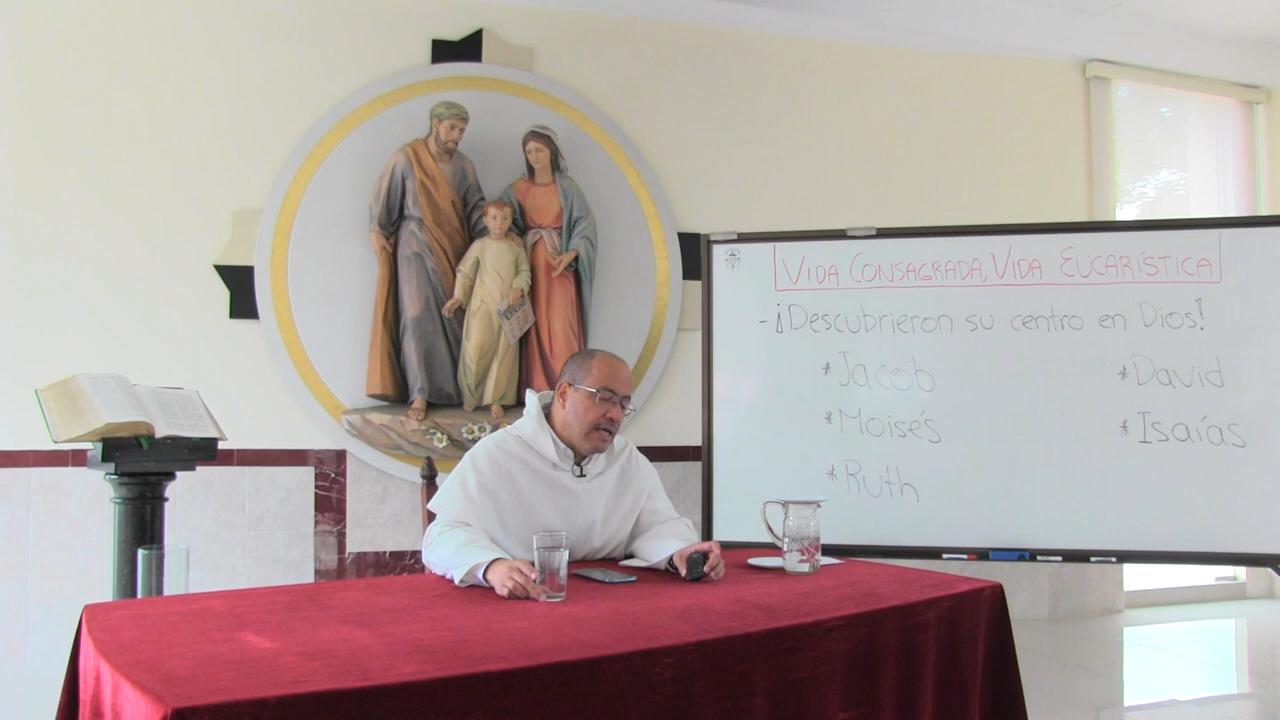 VIDA CONSAGRADA, VIDA EUCARÍSTICA
-¡Descubrieron su centro en Dios!
*Jacob
*Moisés
*Ruth
*David
*Isaías